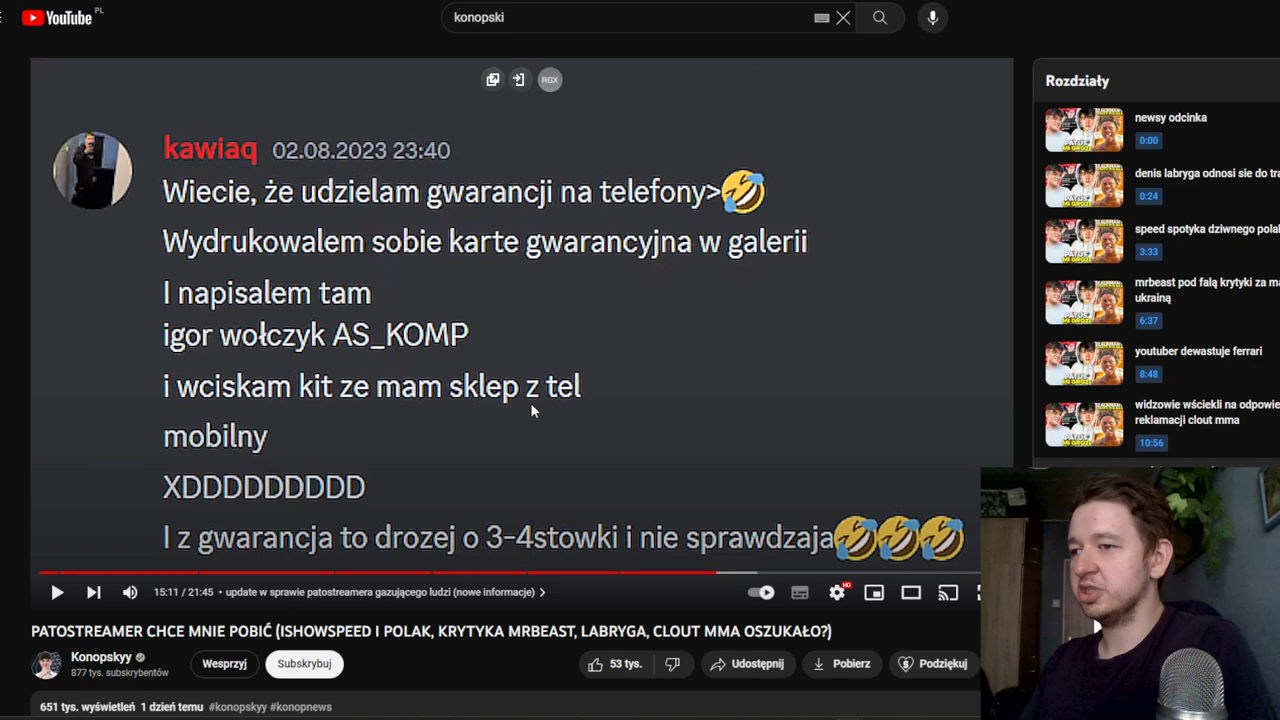 YouTube PL
konopski
RGX
kawiaq 02.08.2023 23:40
Wiecie, że udzielam gwarancji na telefony>🤣
Wydrukowalem sobie karte gwarancyjna w galerii
I napisalem tam
igor wołczyk AS_KOMP
i wciskam kit ze mam sklep z tel
mobilny
XDDDDDDDDD
I z gwarancja to drozej o 3-4stowki i nie sprawdzaja🤣🤣🤣
15:11 / 21:45 • update w sprawie patostreamera gazującego ludzi (nowe informacje)
HD
PATOSTREAMER CHCE MNIE POBIĆ (ISHOWSPEED I POLAK, KRYTYKA MRBEAST, LABRYGA, CLOUT MMA OSZUKAŁO?)
Konopskyy
877 tys. subskrybentów
Wesprzyj
Subskrybuj
53 tys.
Udostępnij
Pobierz
Podziękuj
651 tys. wyświetleń 1 dzień temu #konopskyy #konopnews
Rozdziały
newsy odcinka
0:00
denis labryga odnosi sie do tra
0:24
speed spotyka dziwnego pola
3:33
mrbeast pod falą krytyki za ma
ukrainą
6:37
youtuber dewastuje ferrari
8:48
widzowie wściekli na odpowie
reklamacji clout mma
10:56